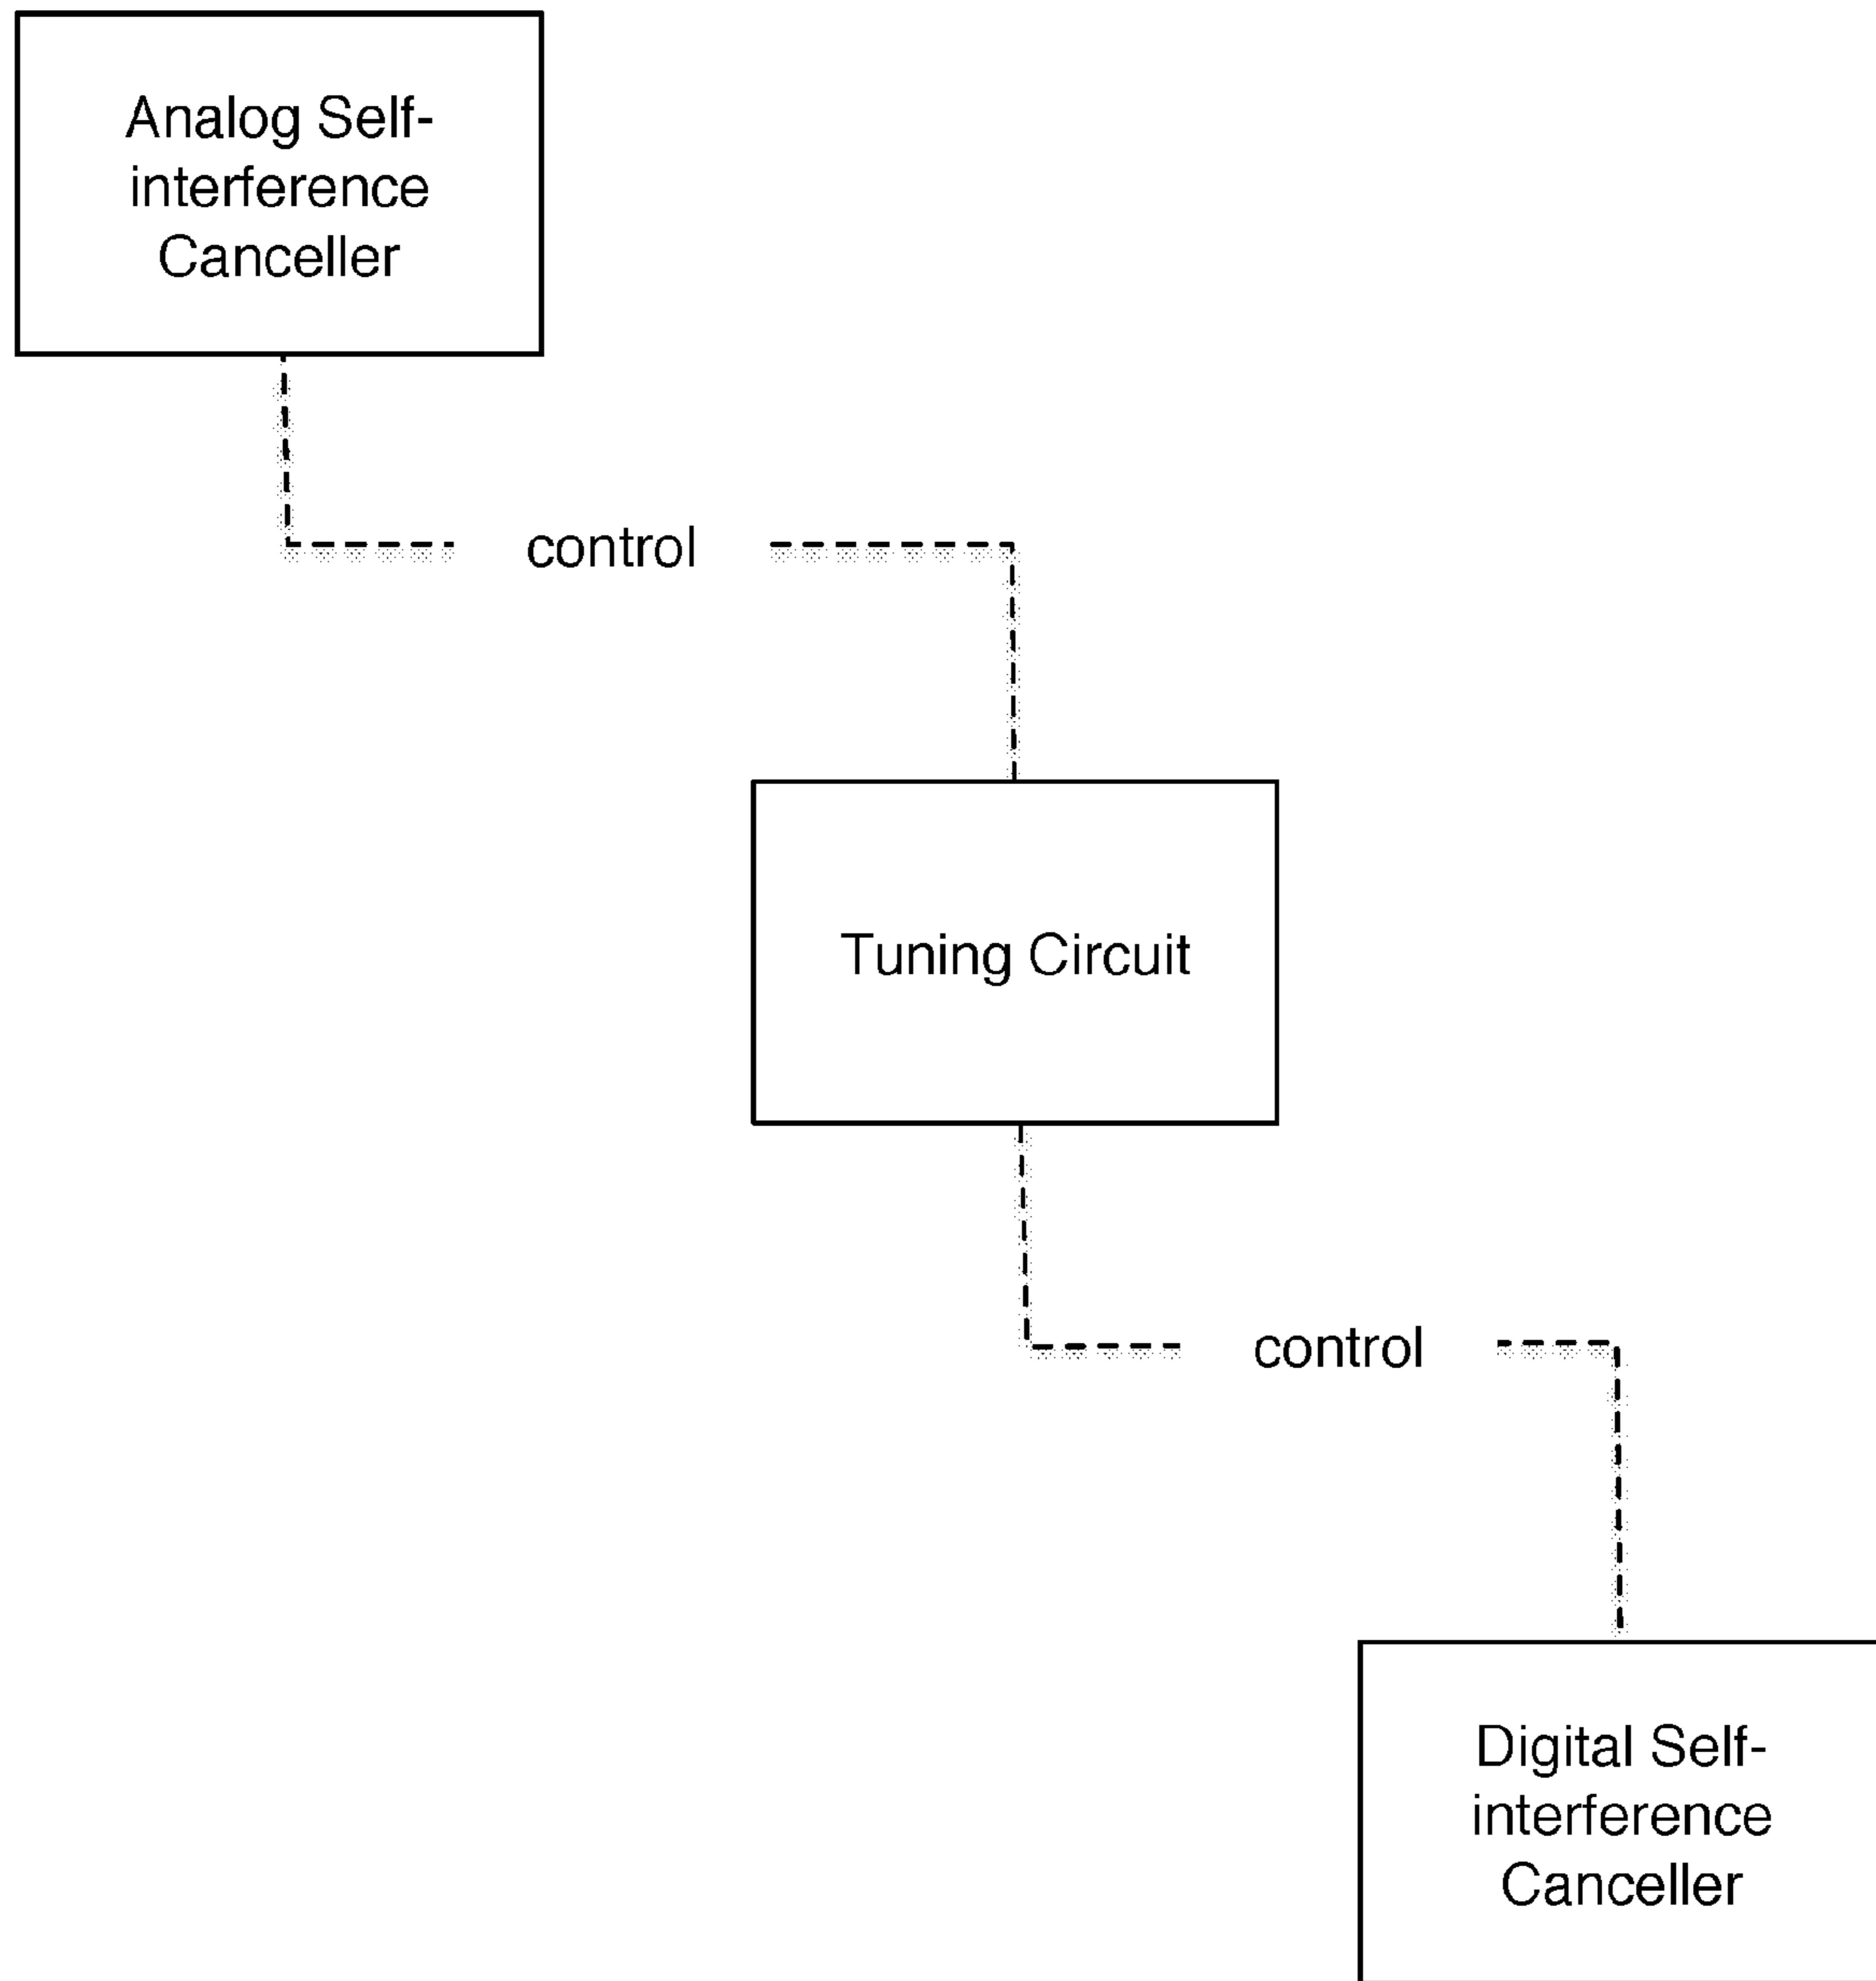 Analog Self-
interference
Canceller
control
Tuning Circuit
control
Digital Self-
interference
Canceller